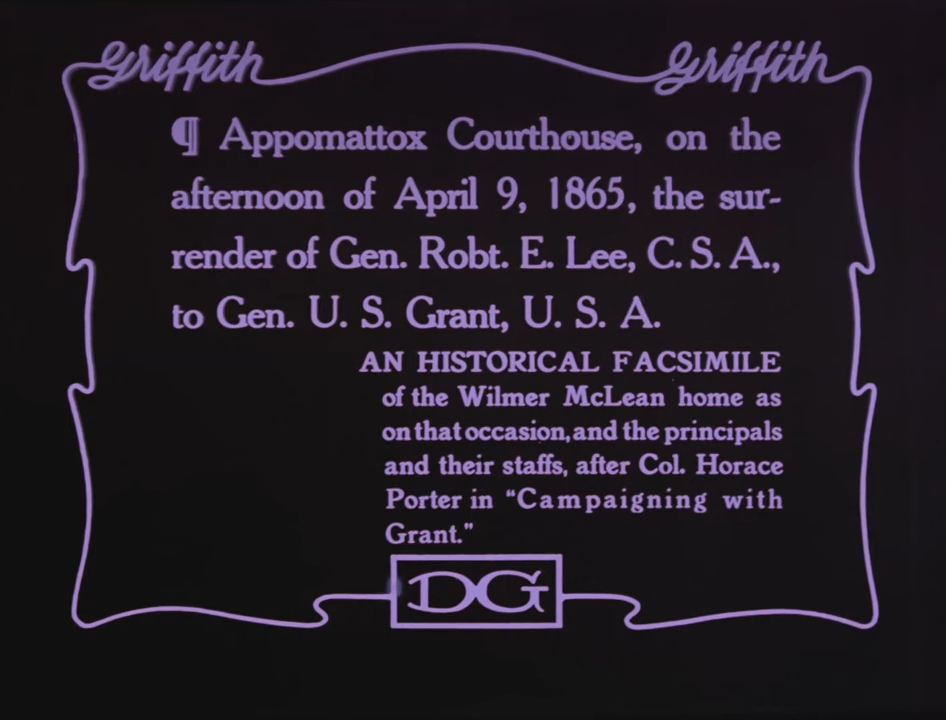 Griffith Griffith
¶ Appomattox Courthouse, on the
afternoon of April 9, 1865, the sur-
render of Gen. Robt. E. Lee, C. S. A.,
to Gen. U. S. Grant, U. S. A.
AN HISTORICAL FACSIMILE
of the Wilmer McLean home as
on that occasion, and the principals
and their staffs, after Col. Horace
Porter in "Campaigning with
Grant."
DG